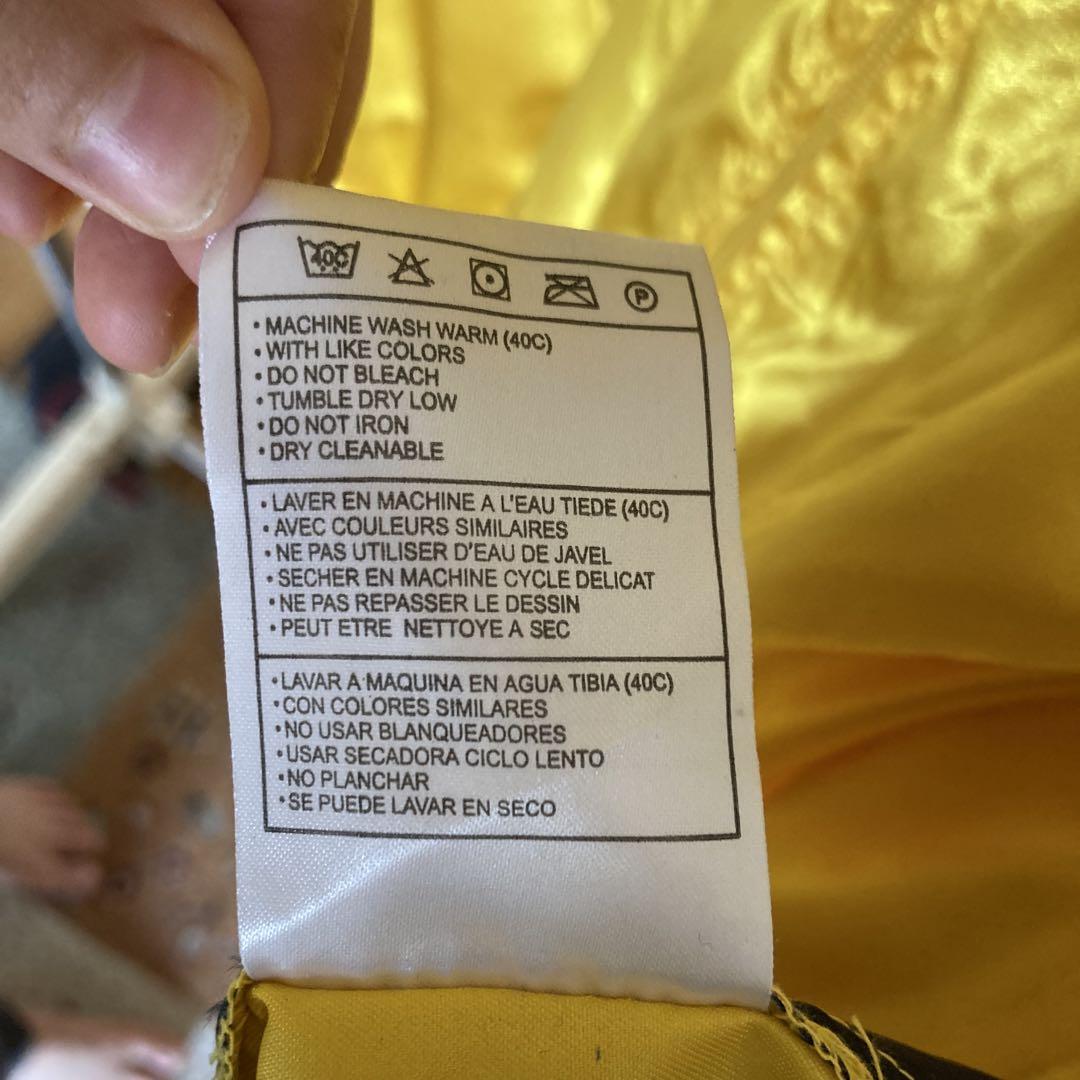 40C
P
• MACHINE WASH WARM (40C)
• WITH LIKE COLORS
• DO NOT BLEACH
• TUMBLE DRY LOW
• DO NOT IRON
• DRY CLEANABLE
• LAVER EN MACHINE A L'EAU TIEDE (40C)
• AVEC COULEURS SIMILAIRES
• NE PAS UTILISER D'EAU DE JAVEL
• SECHER EN MACHINE CYCLE DELICAT
• NE PAS REPASSER LE DESSIN
• PEUT ETRE NETTOYE A SEC
• LAVAR A MAQUINA EN AGUA TIBIA (40C)
• CON COLORES SIMILARES
• NO USAR BLANQUEADORES
• USAR SECADORA CICLO LENTO
• NO PLANCHAR
• SE PUEDE LAVAR EN SECO